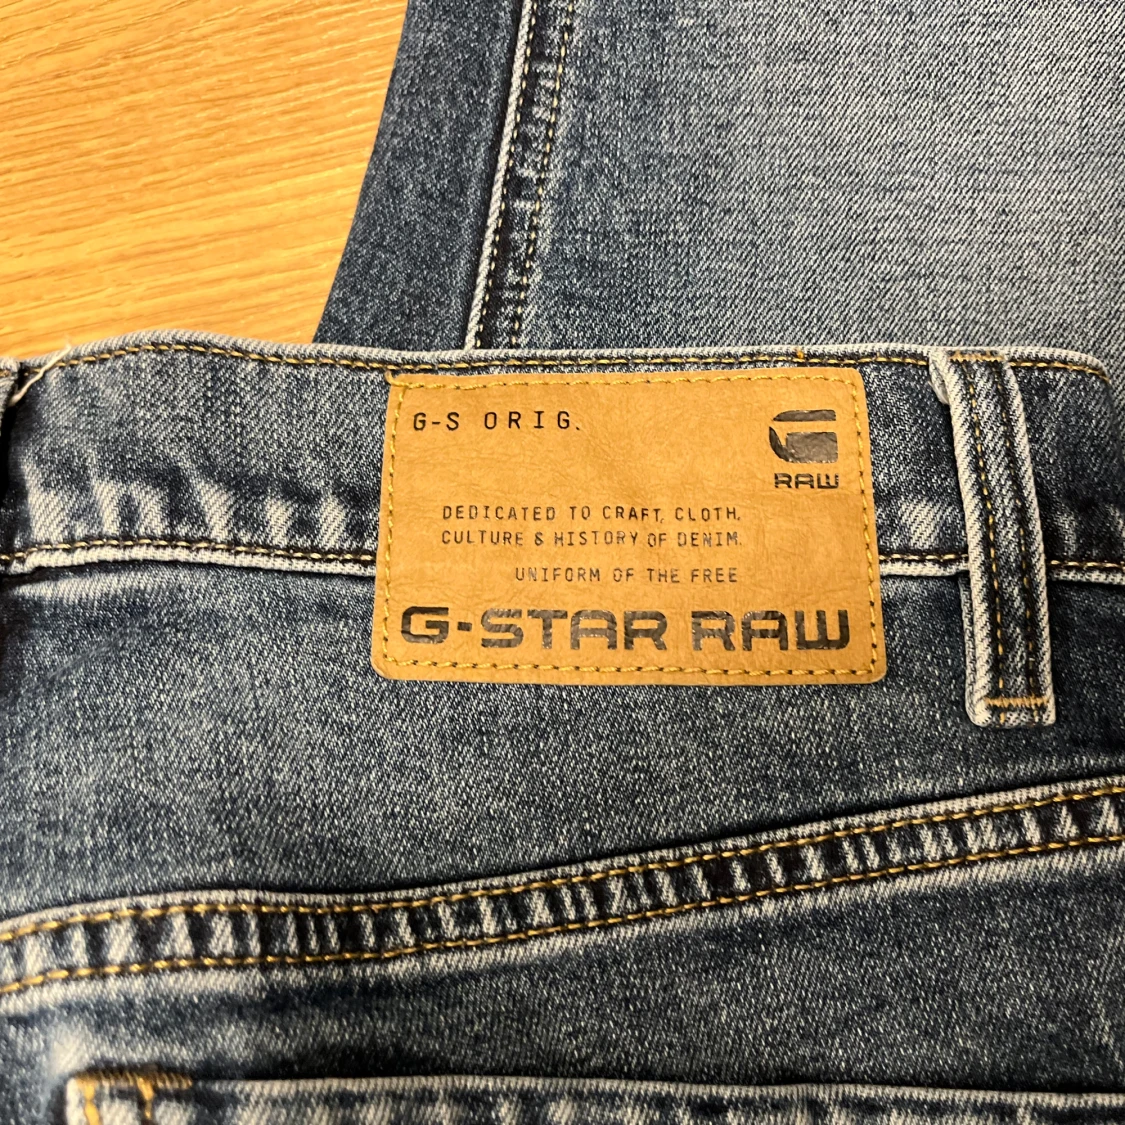 G-S ORIG.
RAW
DEDICATED TO CRAFT, CLOTH,
CULTURE & HISTORY OF DENIM.
UNIFORM OF THE FREE
G-STAR RAW